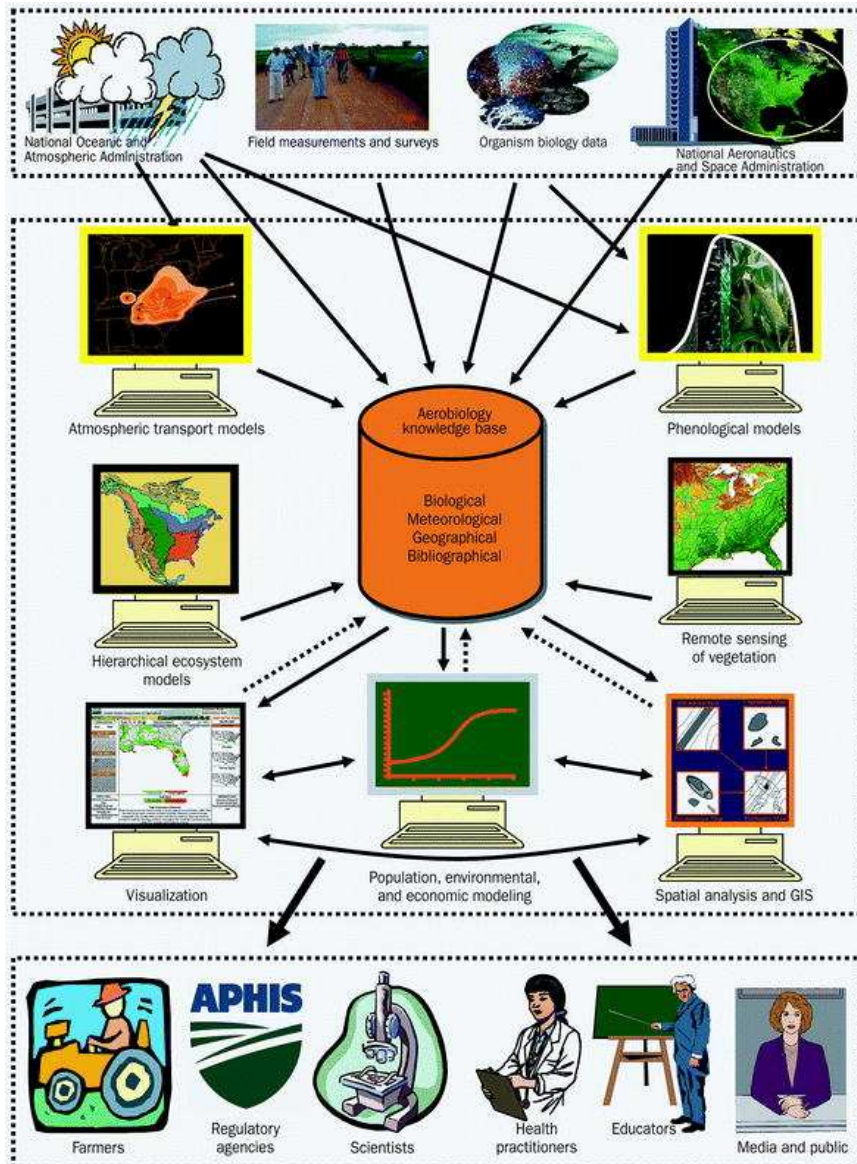 National Oceanic and
Atmospheric Administration
Field measurements and surveys
Organism biology data
National Aeronautics
and Space Administration
Atmospheric transport models
Aerobiology
knowledge base
Biological
Meteorological
Geographical
Bibliographical
Phenological models
Hierarchical ecosystem
models
Remote sensing
of vegetation
Visualization
Population, environmental,
and economic modeling
Spatial analysis and GIS
APHIS
Farmers
Regulatory
agencies
Scientists
Health
practitioners
Educators
Media and public